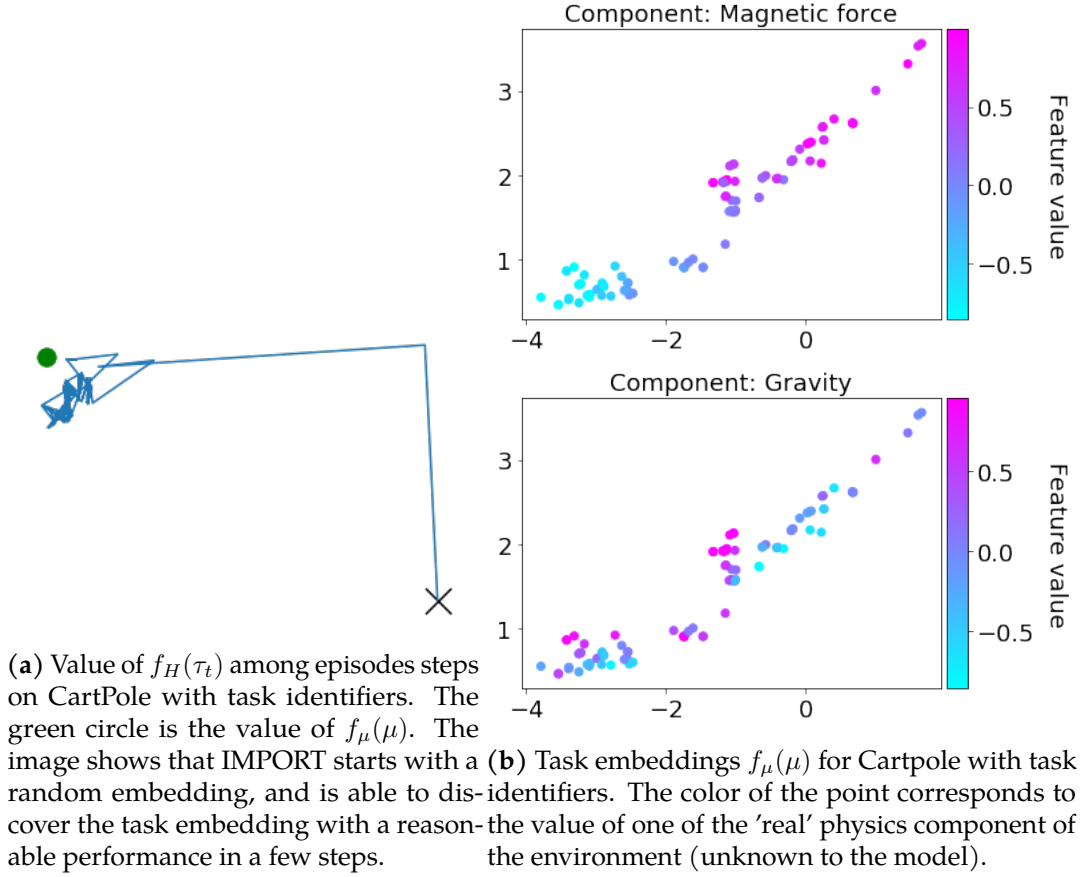 Component: Magnetic force
3
2
1
−4
−2
0
0.5
0.0
−0.5
Feature value
Component: Gravity
3
2
1
−4
−2
0
0.5
0.0
−0.5
Feature value
(a) Value of f_H(τ_t) among episodes steps
on CartPole with task identifiers. The
green circle is the value of f_μ(μ). The
image shows that IMPORT starts with a
random embedding, and is able to dis-
cover the task embedding with a reason-
able performance in a few steps.
(b) Task embeddings f_μ(μ) for Cartpole with task
identifiers. The color of the point corresponds to
the value of one of the ’real’ physics component of
the environment (unknown to the model).